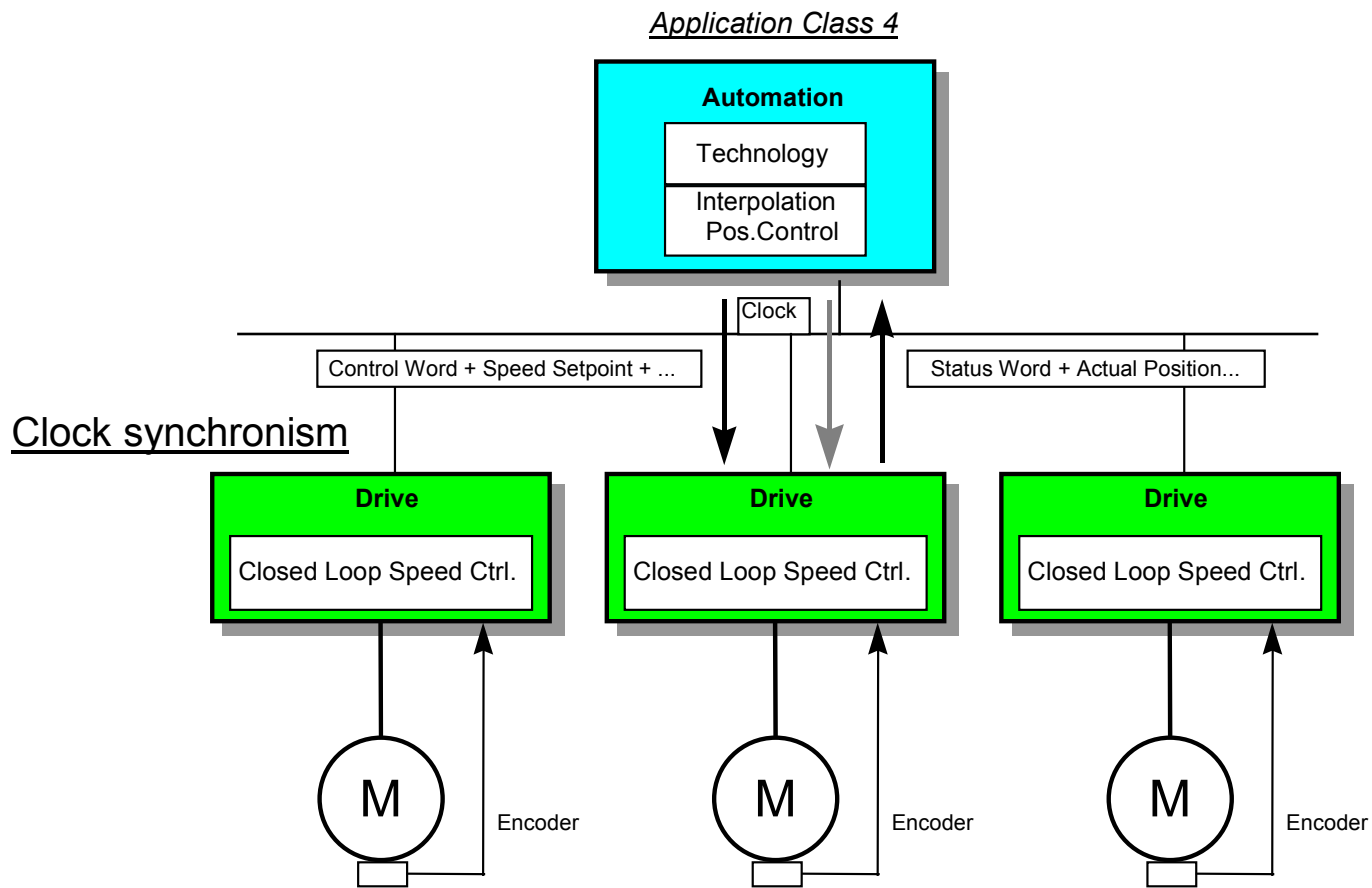 Application Class 4
Automation
Technology
Interpolation
Pos.Control
Clock
Control Word + Speed Setpoint + ...
Status Word + Actual Position...
Clock synchronism
Drive
Closed Loop Speed Ctrl.
M
Encoder
Drive
Closed Loop Speed Ctrl.
M
Encoder
Drive
Closed Loop Speed Ctrl.
M
Encoder